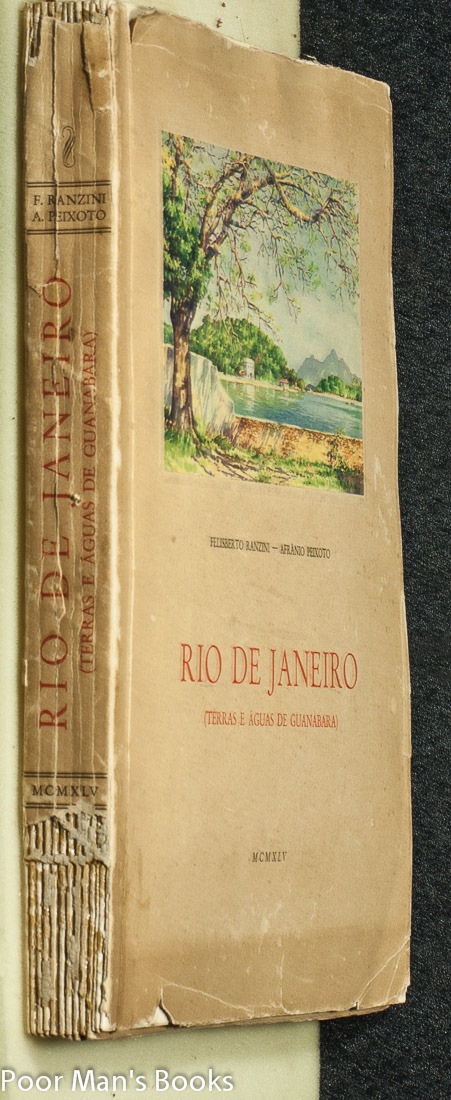 F. RANZINI
A. PEIXOTO
RIO DE JANEIRO
(TERRAS E ÁGUAS DE GUANABARA)
MCMXLV
FELISBERTO RANZINI — AFRÂNIO PEIXOTO
RIO DE JANEIRO
(TERRAS E ÁGUAS DE GUANABARA)
MCMXLV
Poor Man's Books